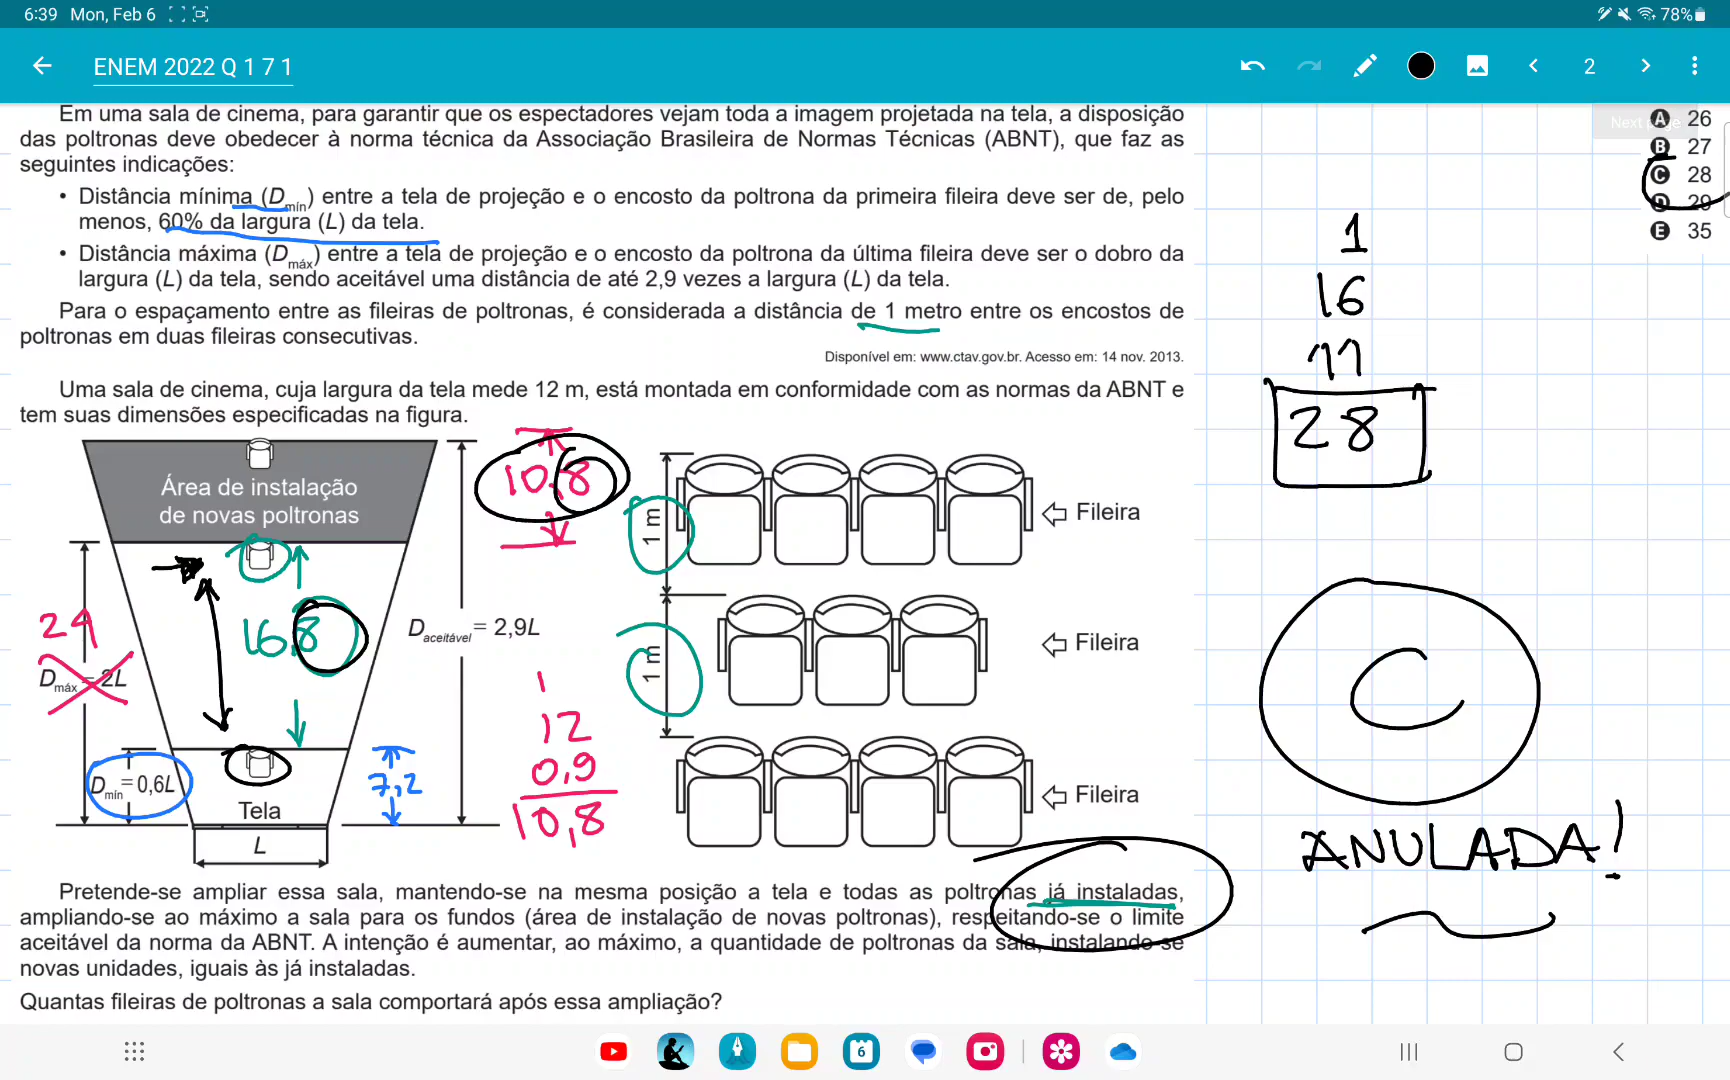 6:39 Mon, Feb 6
78%
ENEM 2022 Q 1 7 1
2
Em uma sala de cinema, para garantir que os espectadores vejam toda a imagem projetada na tela, a disposição
das poltronas deve obedecer à norma técnica da Associação Brasileira de Normas Técnicas (ABNT), que faz as
seguintes indicações:
• Distância mínima (Dmín) entre a tela de projeção e o encosto da poltrona da primeira fileira deve ser de, pelo
menos, 60% da largura (L) da tela.
• Distância máxima (Dmáx) entre a tela de projeção e o encosto da poltrona da última fileira deve ser o dobro da
largura (L) da tela, sendo aceitável uma distância de até 2,9 vezes a largura (L) da tela.
Para o espaçamento entre as fileiras de poltronas, é considerada a distância de 1 metro entre os encostos de
poltronas em duas fileiras consecutivas.
Disponível em: www.ctav.gov.br. Acesso em: 14 nov. 2013.
Uma sala de cinema, cuja largura da tela mede 12 m, está montada em conformidade com as normas da ABNT e
tem suas dimensões especificadas na figura.
Área de instalação
de novas poltronas
10,8
24
Dmáx = 2L
16,8
Daceitável = 2,9L
Dmín = 0,6L
7,2
Tela
L
1
12
0,9
10,8
1 m
1 m
Fileira
Fileira
Fileira
Pretende-se ampliar essa sala, mantendo-se na mesma posição a tela e todas as poltronas já instaladas,
ampliando-se ao máximo a sala para os fundos (área de instalação de novas poltronas), respeitando-se o limite
aceitável da norma da ABNT. A intenção é aumentar, ao máximo, a quantidade de poltronas da sala, instalando-se
novas unidades, iguais às já instaladas.
Quantas fileiras de poltronas a sala comportará após essa ampliação?
Next page
A 26
B 27
C 28
D 29
E 35
1
16
11
28
C
ANULADA!
6